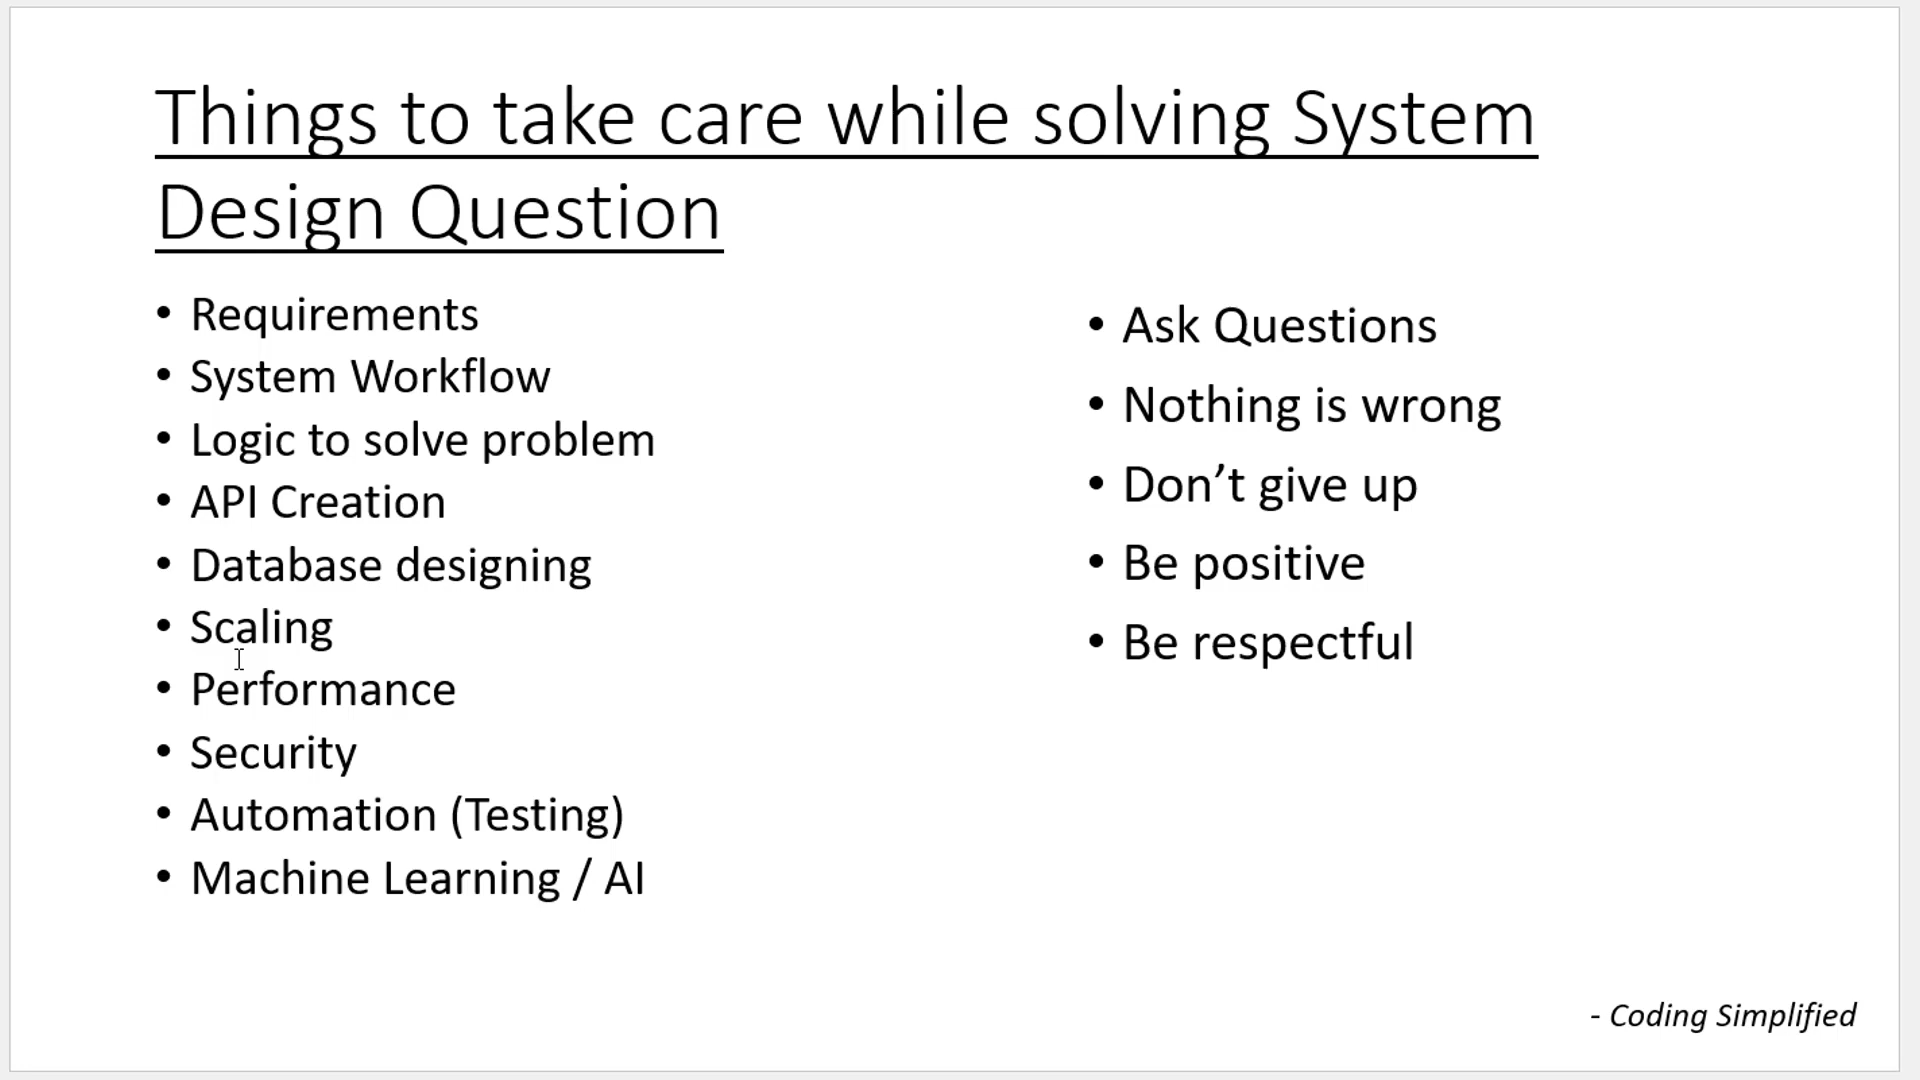 Things to take care while solving System
Design Question
• Requirements
• System Workflow
• Logic to solve problem
• API Creation
• Database designing
• Scaling
• Performance
• Security
• Automation (Testing)
• Machine Learning / AI
• Ask Questions
• Nothing is wrong
• Don’t give up
• Be positive
• Be respectful
- Coding Simplified